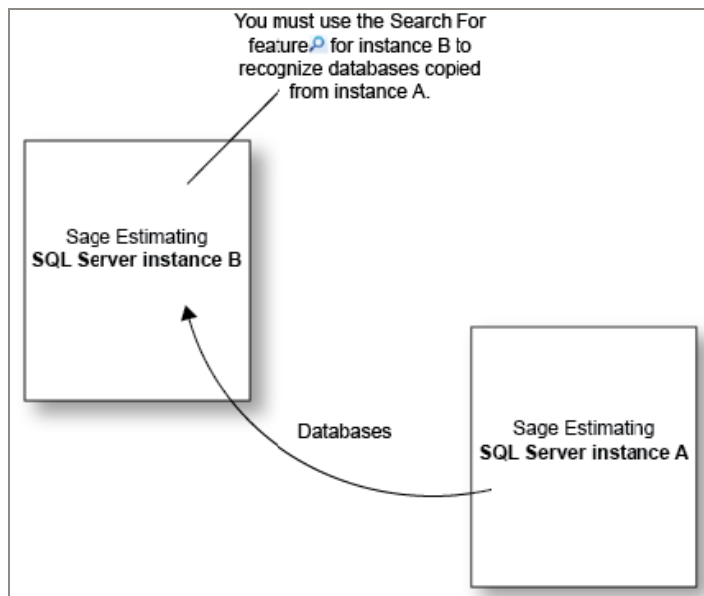 You must use the Search For
feature for instance B to
recognize databases copied
from instance A.
Sage Estimating
SQL Server instance B
Databases
Sage Estimating
SQL Server instance A